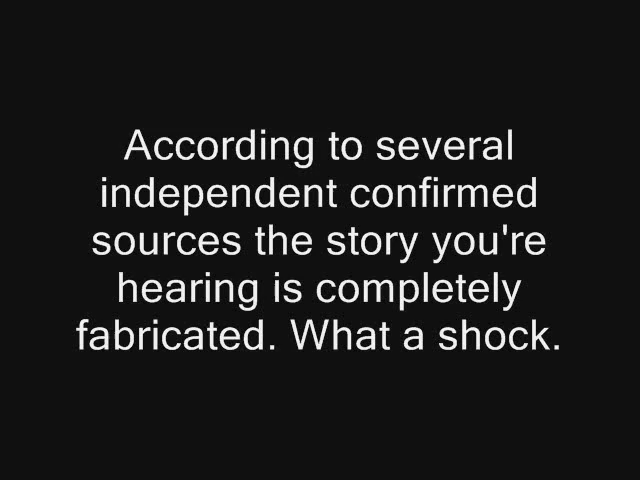 According to several
independent confirmed
sources the story you're
hearing is completely
fabricated. What a shock.